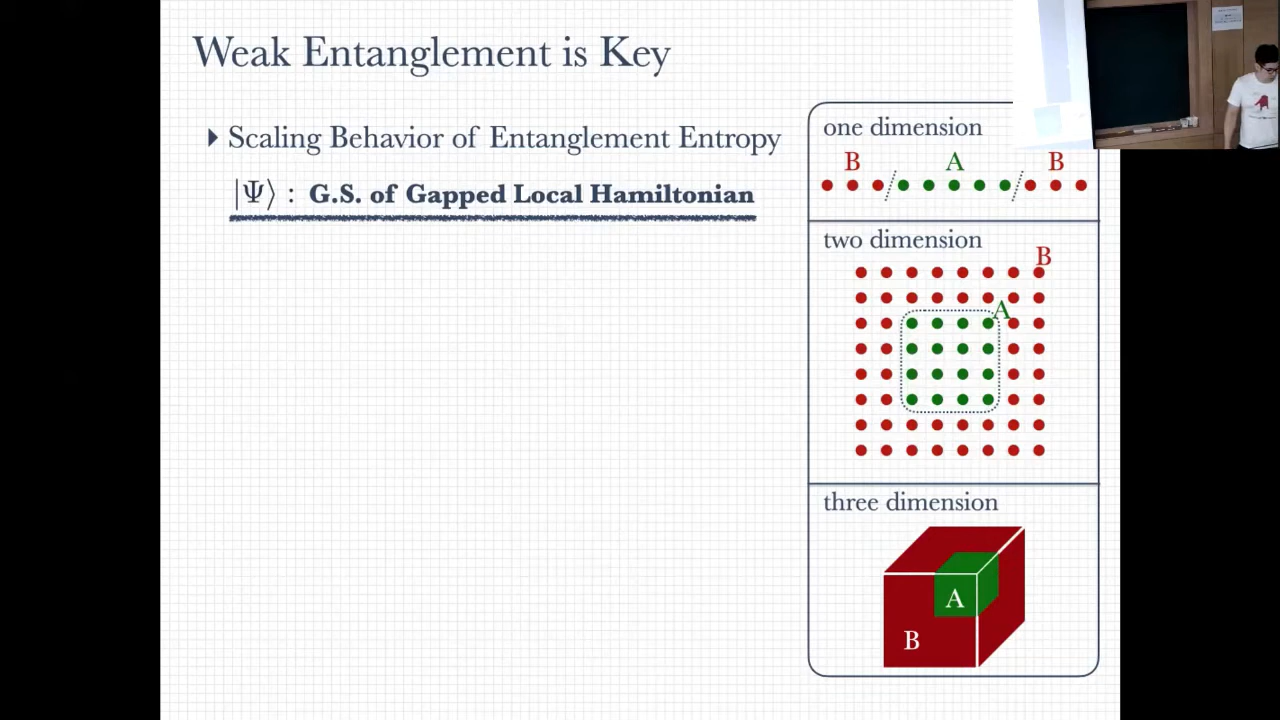 Weak Entanglement is Key
▸ Scaling Behavior of Entanglement Entropy
|Ψ⟩ : G.S. of Gapped Local Hamiltonian
one dimension
B A B
two dimension
B
A
three dimension
A
B